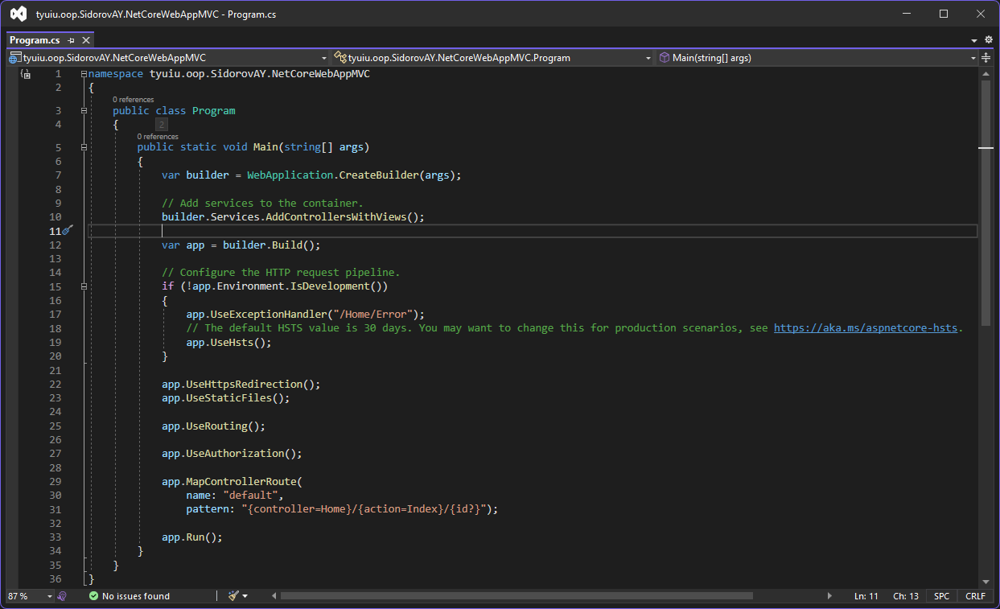 tyuiu.oop.SidorovAY.NetCoreWebAppMVC - Program.cs
Program.cs
tyuiu.oop.SidorovAY.NetCoreWebAppMVC tyuiu.oop.SidorovAY.NetCoreWebAppMVC.Program Main(string[] args)
1 namespace tyuiu.oop.SidorovAY.NetCoreWebAppMVC
2 {
0 references
3 public class Program
4 { 2
0 references
5 public static void Main(string[] args)
6 {
7 var builder = WebApplication.CreateBuilder(args);
8
9 // Add services to the container.
10 builder.Services.AddControllersWithViews();
11
12 var app = builder.Build();
13
14 // Configure the HTTP request pipeline.
15 if (!app.Environment.IsDevelopment())
16 {
17 app.UseExceptionHandler("/Home/Error");
18 // The default HSTS value is 30 days. You may want to change this for production scenarios, see https://aka.ms/aspnetcore-hsts.
19 app.UseHsts();
20 }
21
22 app.UseHttpsRedirection();
23 app.UseStaticFiles();
24
25 app.UseRouting();
26
27 app.UseAuthorization();
28
29 app.MapControllerRoute(
30 name: "default",
31 pattern: "{controller=Home}/{action=Index}/{id?}");
32
33 app.Run();
34 }
35 }
36 }
87 % No issues found Ln: 11 Ch: 13 SPC CRLF